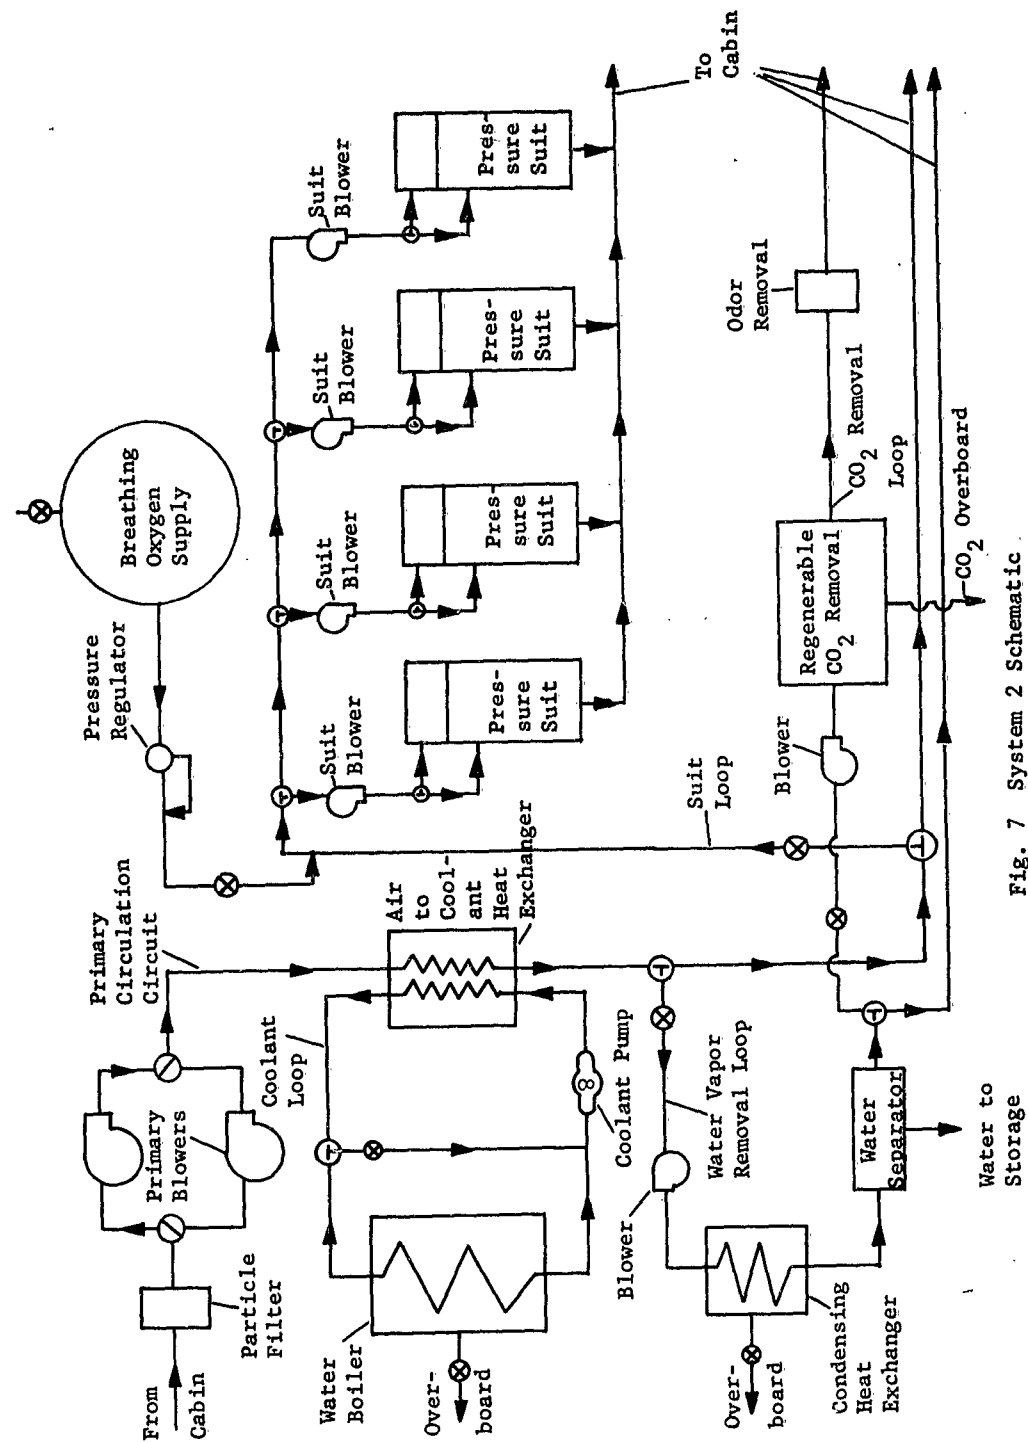 From
Cabin
Particle
Filter
Primary
Blowers
Primary
Circulation
Circuit
Pressure
Regulator
Breathing
Oxygen
Supply
Water
Boiler
Over-
board
Coolant
Loop
Coolant Pump
Air
to
Cool-
ant
Heat
Exchanger
Suit
Blower
Suit
Blower
Suit
Blower
Suit
Blower
Pres-
sure
Suit
Pres-
sure
Suit
Pres-
sure
Suit
Pres-
sure
Suit
To
Cabin
Over-
board
Blower
Condensing
Heat
Exchanger
Water Vapor
Removal Loop
Water
Separator
Water to
Storage
Suit
Loop
Blower
Regenerable
CO2 Removal
CO2 Removal
Loop
Odor
Removal
CO2 Overboard
Fig. 7 System 2 Schematic